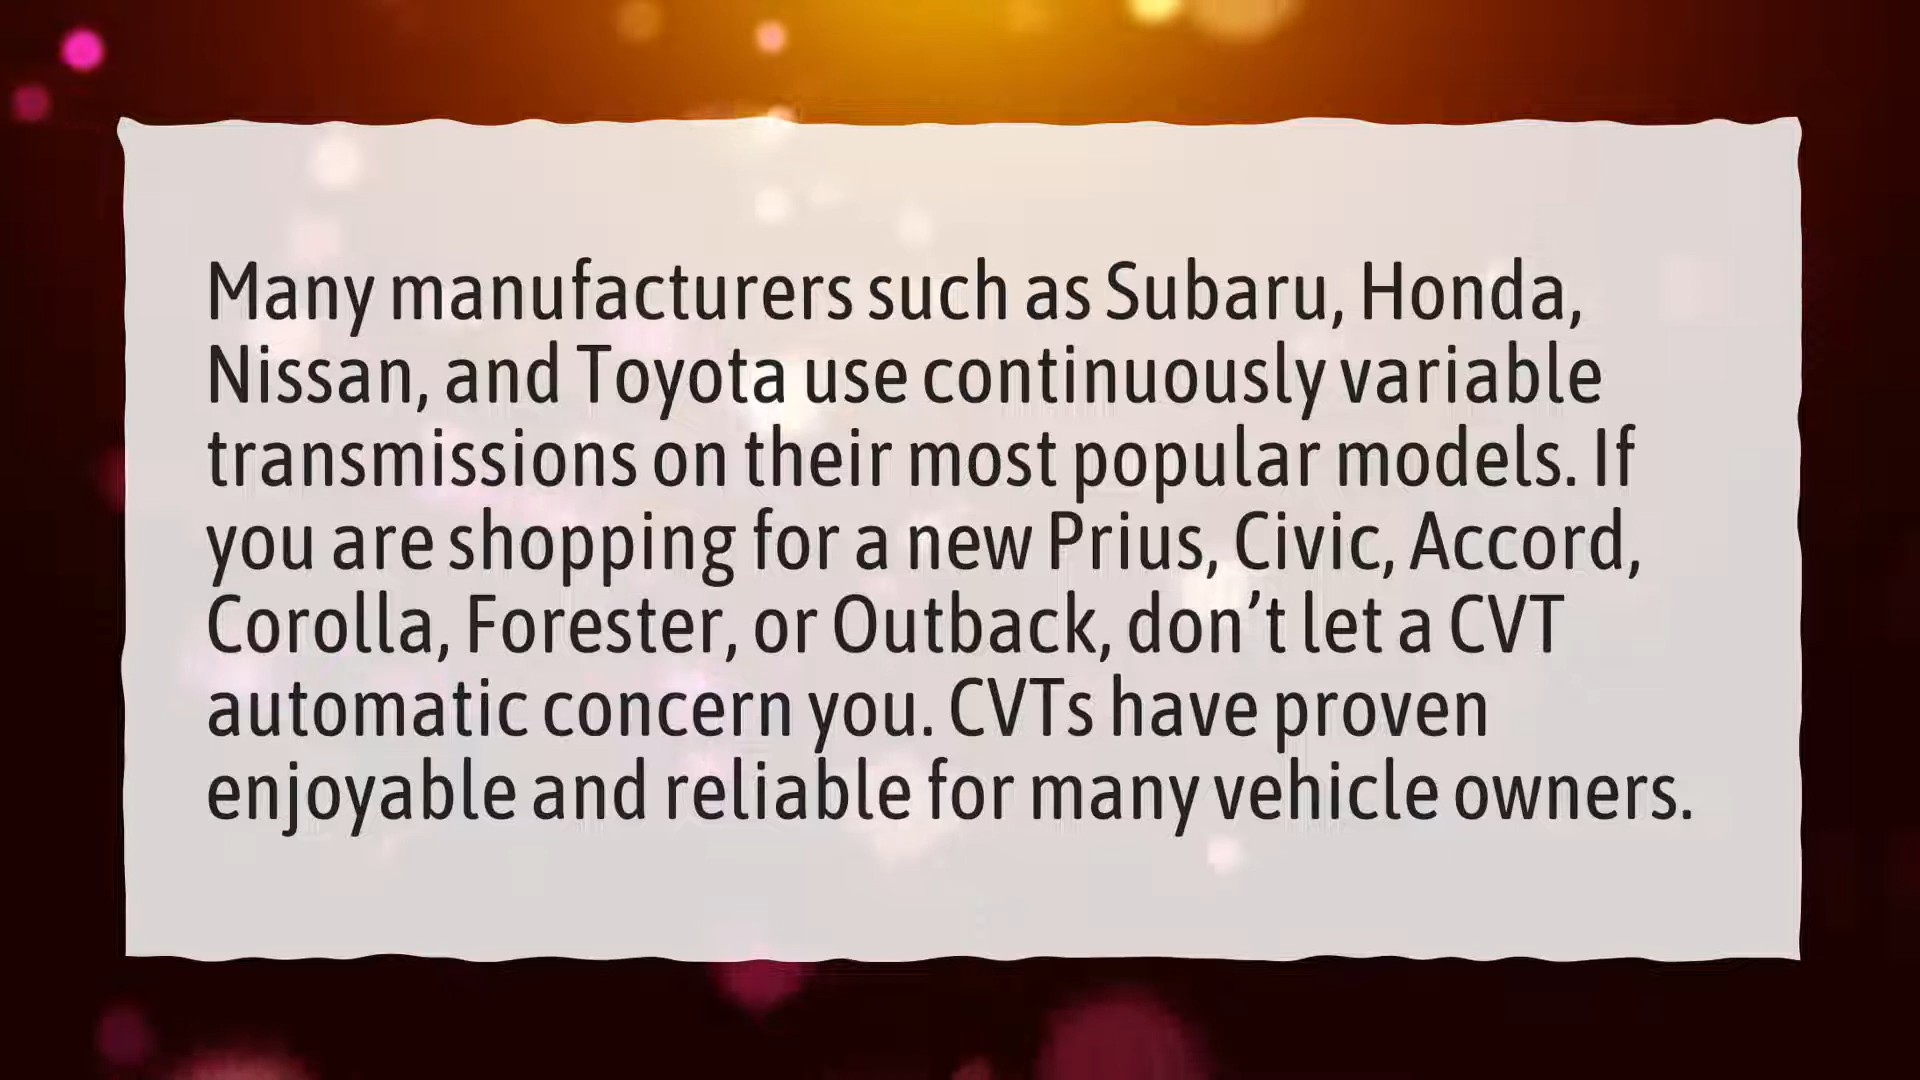 Many manufacturers such as Subaru, Honda,
Nissan, and Toyota use continuously variable
transmissions on their most popular models. If
you are shopping for a new Prius, Civic, Accord,
Corolla, Forester, or Outback, don’t let a CVT
automatic concern you. CVTs have proven
enjoyable and reliable for many vehicle owners.